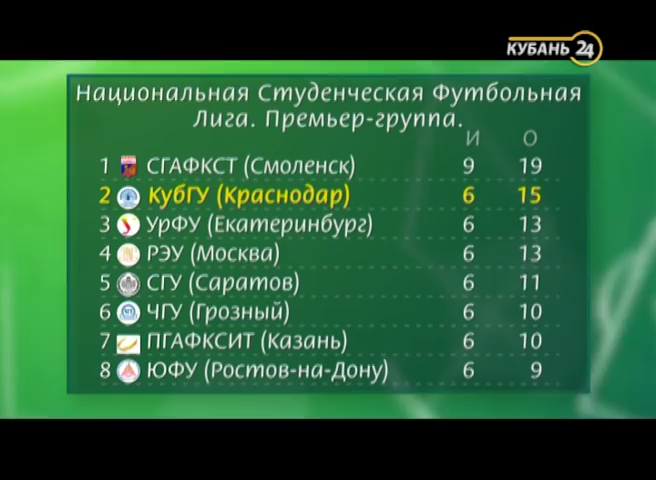 КУБАНЬ 24
Национальная Студенческая Футбольная
Лига. Премьер-группа.
И О
1 СГАФКСТ (Смоленск) 9 19
2 КубГУ (Краснодар) 6 15
3 УрФУ (Екатеринбург) 6 13
4 РЭУ (Москва) 6 13
5 СГУ (Саратов) 6 11
6 ЧГУ (Грозный) 6 10
7 ПГАФКСИТ (Казань) 6 10
8 ЮФУ (Ростов-на-Дону) 6 9